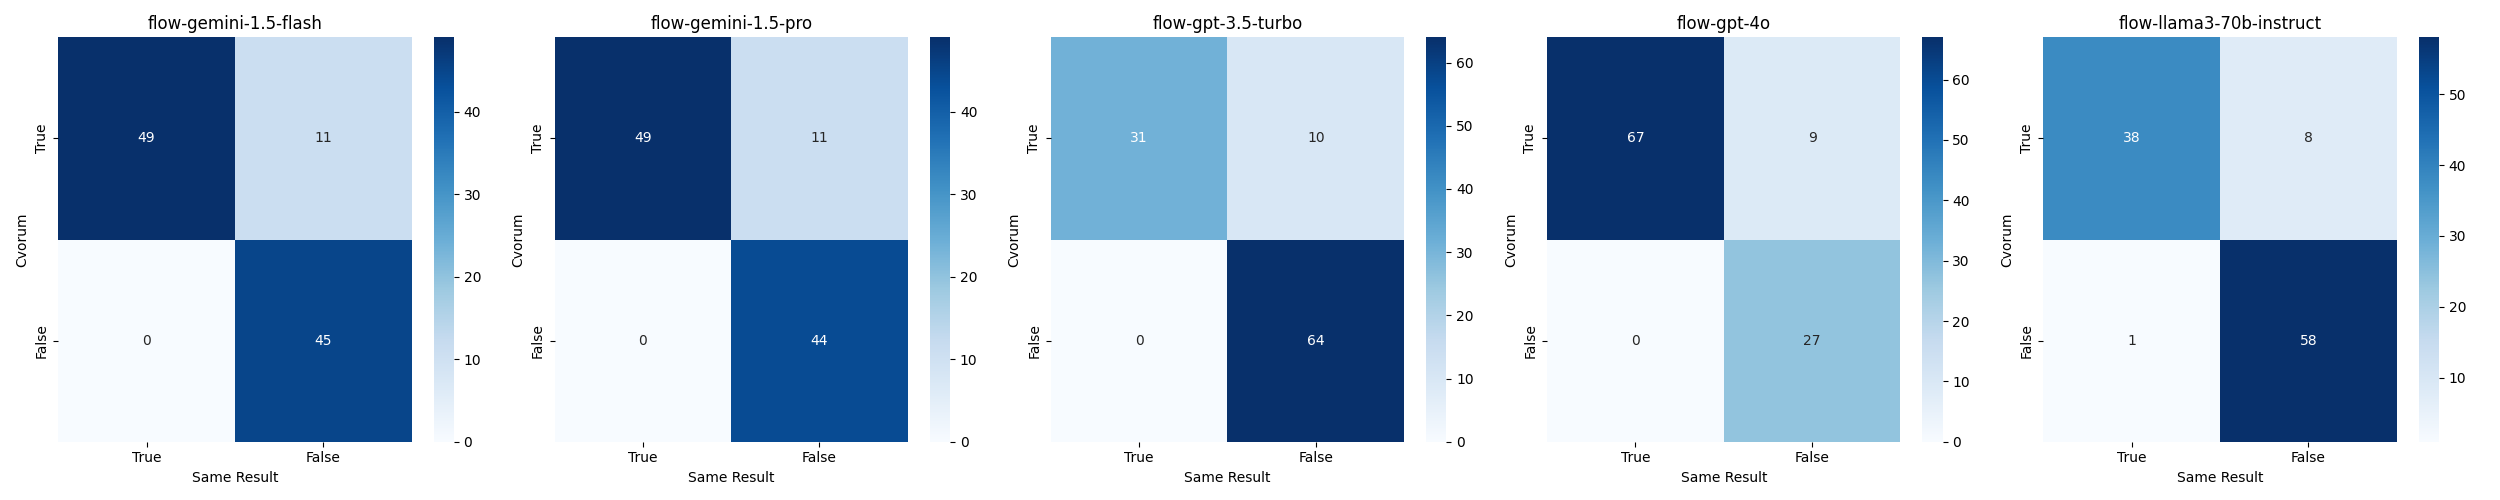 flow-gemini-1.5-flash
True
False
Cvorum
49
11
0
45
True
False
Same Result
40
30
20
10
0
flow-gemini-1.5-pro
True
False
Cvorum
49
11
0
44
True
False
Same Result
40
30
20
10
0
flow-gpt-3.5-turbo
True
False
Cvorum
31
10
0
64
True
False
Same Result
60
50
40
30
20
10
0
flow-gpt-4o
True
False
Cvorum
67
9
0
27
True
False
Same Result
60
50
40
30
20
10
0
flow-llama3-70b-instruct
True
False
Cvorum
38
8
1
58
True
False
Same Result
50
40
30
20
10